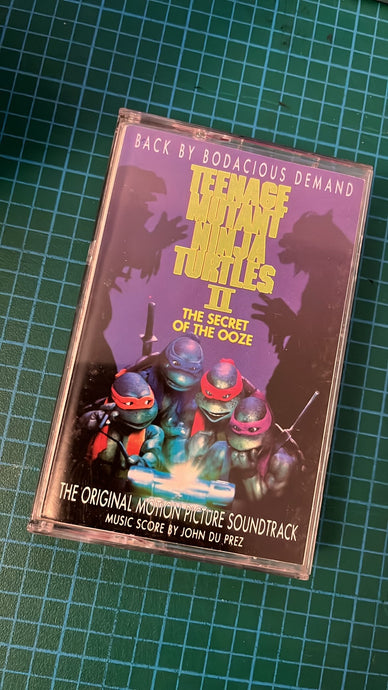 BACK BY BODACIOUS DEMAND
TEENAGE
MUTANT
NINJA
TURTLES
II
THE SECRET
OF THE OOZE
THE ORIGINAL MOTION PICTURE SOUNDTRACK
MUSIC SCORE BY JOHN DU PREZ